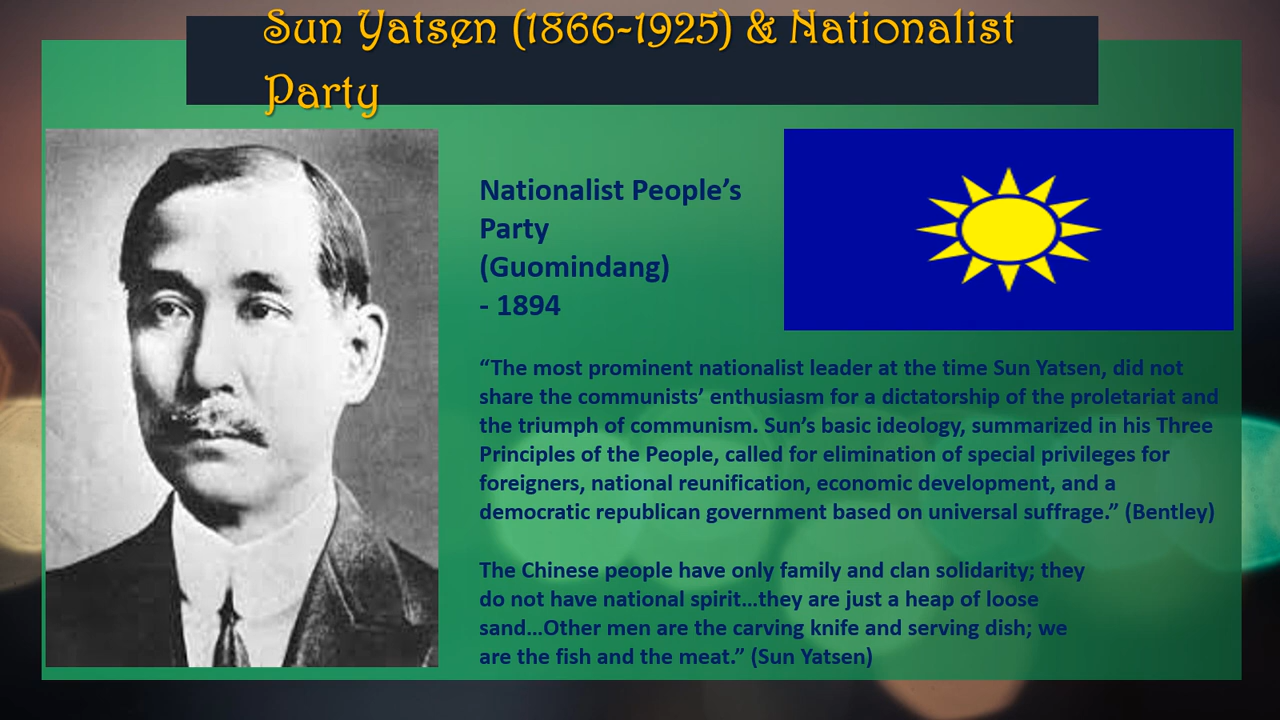 Sun Yatsen (1866-1925) & Nationalist
Party
Nationalist People’s
Party
(Guomindang)
- 1894
“The most prominent nationalist leader at the time Sun Yatsen, did not
share the communists’ enthusiasm for a dictatorship of the proletariat and
the triumph of communism. Sun’s basic ideology, summarized in his Three
Principles of the People, called for elimination of special privileges for
foreigners, national reunification, economic development, and a
democratic republican government based on universal suffrage.” (Bentley)
The Chinese people have only family and clan solidarity; they
do not have national spirit…they are just a heap of loose
sand…Other men are the carving knife and serving dish; we
are the fish and the meat.” (Sun Yatsen)